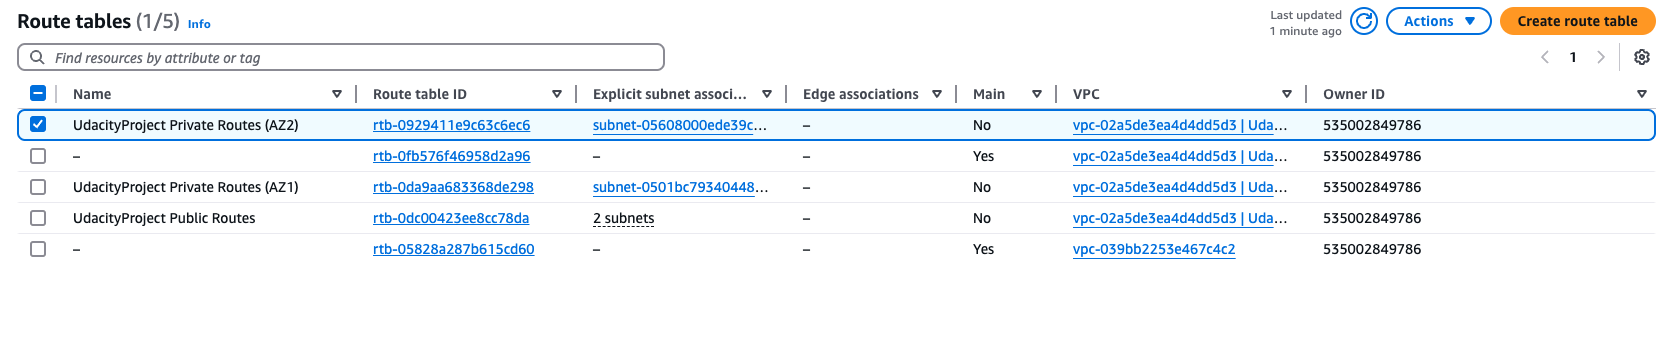 Route tables (1/5) Info
Last updated
1 minute ago
Actions
Create route table
Find resources by attribute or tag
1
Name Route table ID Explicit subnet associ... Edge associations Main VPC Owner ID
UdacityProject Private Routes (AZ2) rtb-0929411e9c63c6ec6 subnet-05608000ede39c... – No vpc-02a5de3ea4d4dd5d3 | Uda... 535002849786
– rtb-0fb576f46958d2a96 – – Yes vpc-02a5de3ea4d4dd5d3 | Uda... 535002849786
UdacityProject Private Routes (AZ1) rtb-0da9aa683368de298 subnet-0501bc79340448... – No vpc-02a5de3ea4d4dd5d3 | Uda... 535002849786
UdacityProject Public Routes rtb-0dc00423ee8cc78da 2 subnets – No vpc-02a5de3ea4d4dd5d3 | Uda... 535002849786
– rtb-05828a287b615cd60 – – Yes vpc-039bb2253e467c4c2 535002849786